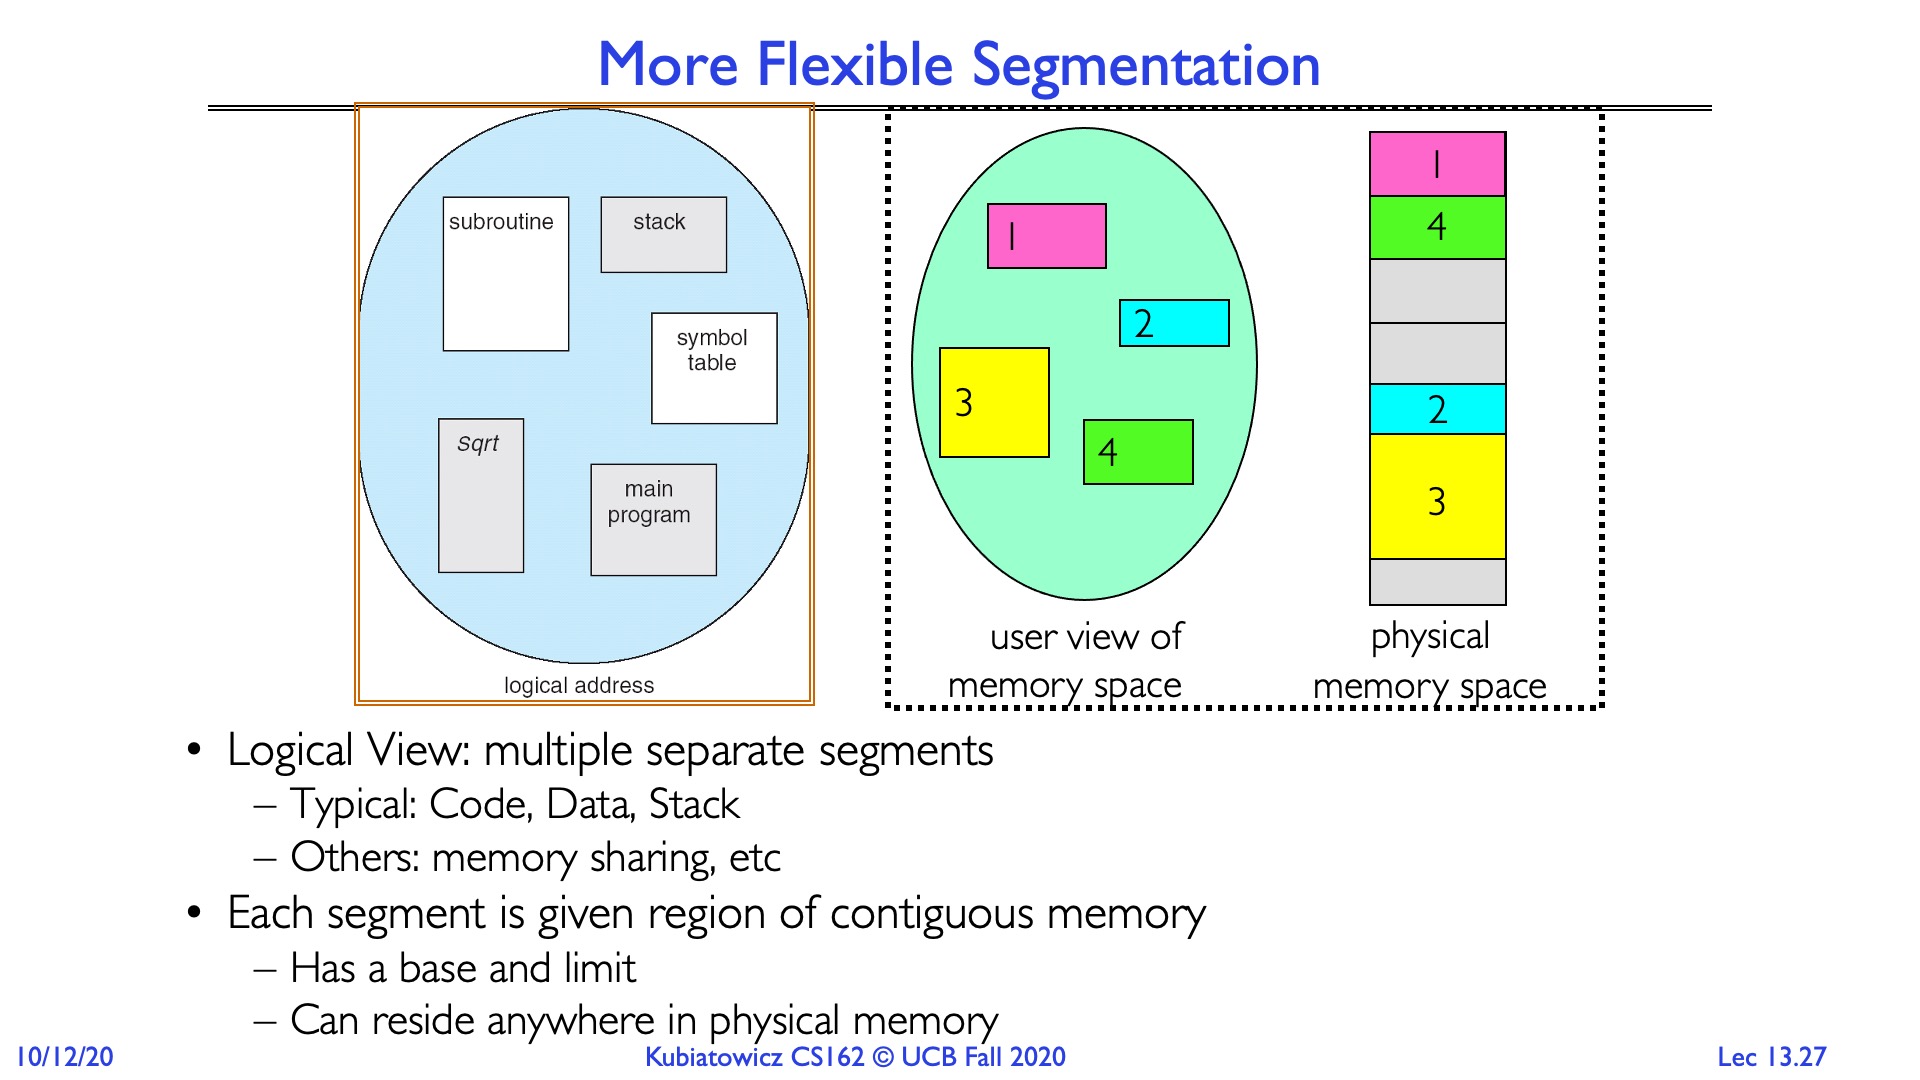 More Flexible Segmentation
subroutine
stack
symbol
table
Sqrt
main
program
logical address
1
2
3
4
user view of
memory space
1
4
2
3
physical
memory space
• Logical View: multiple separate segments
– Typical: Code, Data, Stack
– Others: memory sharing, etc
• Each segment is given region of contiguous memory
– Has a base and limit
– Can reside anywhere in physical memory
10/12/20
Kubiatowicz CS162 © UCB Fall 2020
Lec 13.27